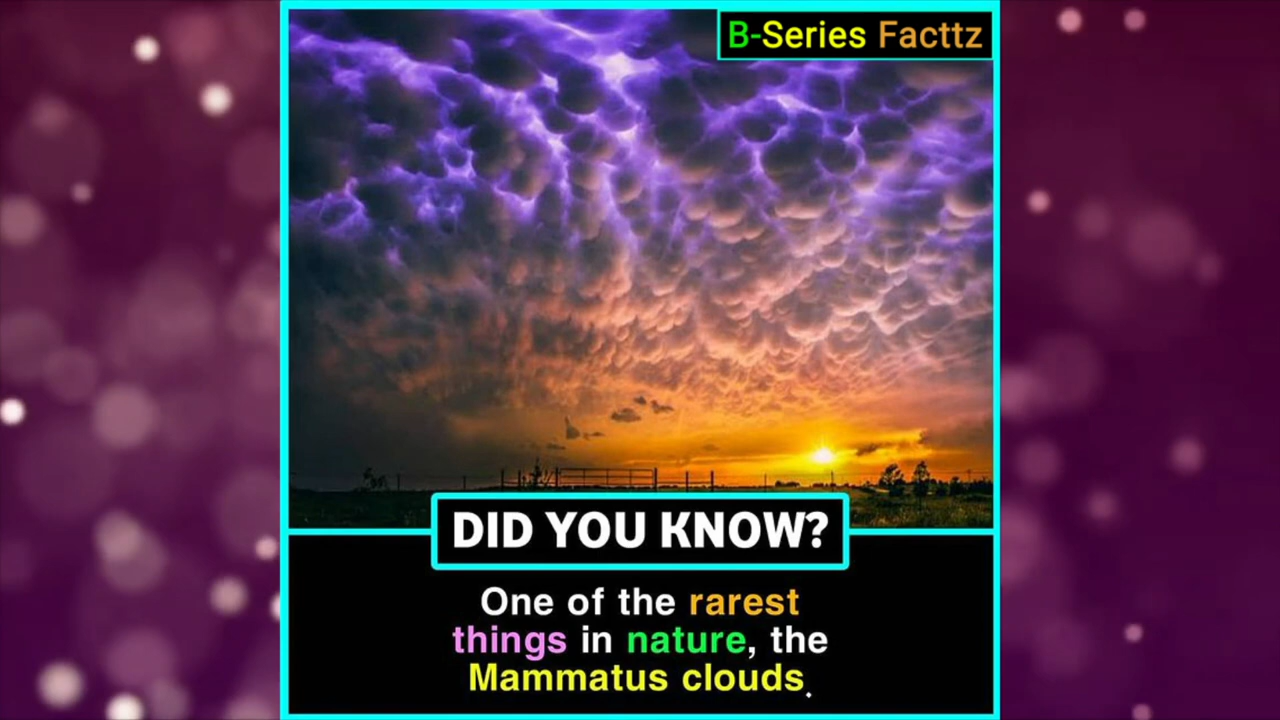 B-Series Facttz
DID YOU KNOW?
One of the rarest
things in nature, the
Mammatus clouds.